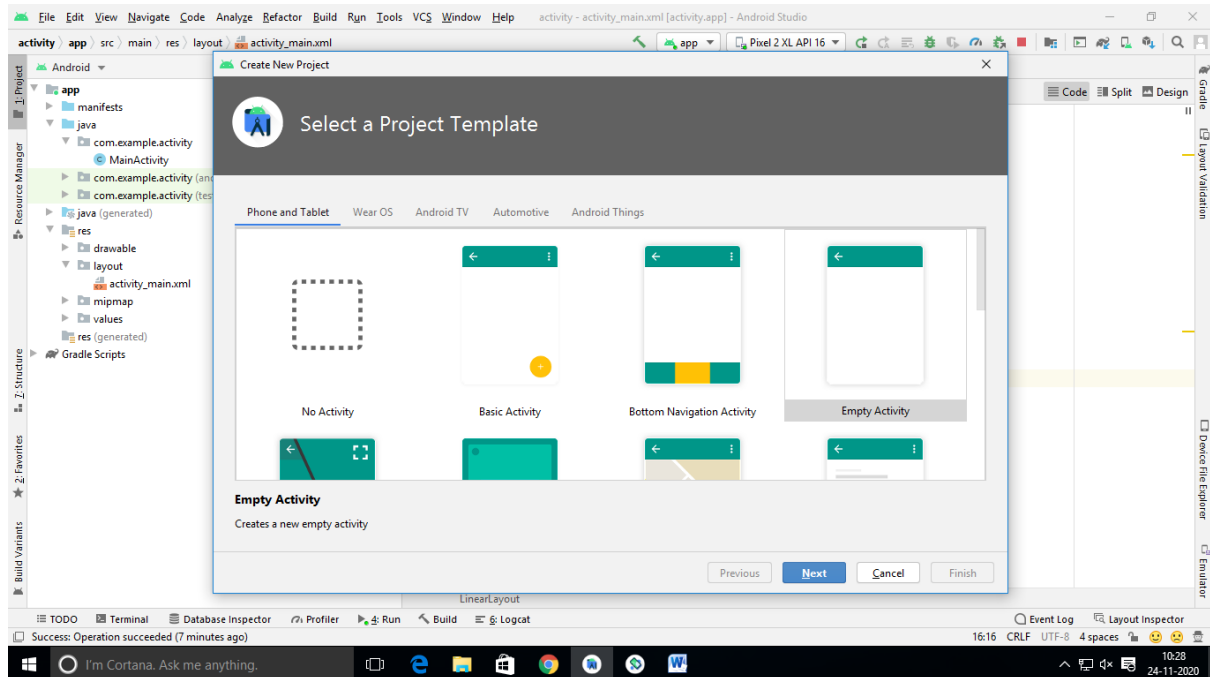 File Edit View Navigate Code Analyze Refactor Build Run Tools VCS Window Help activity - activity_main.xml [activity.app] - Android Studio
activity app src main res layout activity_main.xml app Pixel 2 XL API 16
1: Project
Resource Manager
Z: Structure
2: Favorites
Build Variants
Android
app
manifests
java
com.example.activity
MainActivity
com.example.activity (an
com.example.activity (tes
java (generated)
res
drawable
layout
activity_main.xml
mipmap
values
res (generated)
Gradle Scripts
Create New Project
Select a Project Template
Phone and Tablet Wear OS Android TV Automotive Android Things
No Activity Basic Activity Bottom Navigation Activity Empty Activity
Empty Activity
Creates a new empty activity
Previous Next Cancel Finish
LinearLayout
Code Split Design
Gradle
Layout Validation
Device File Explorer
Emulator
TODO Terminal Database Inspector Profiler 4: Run Build 6: Logcat Event Log Layout Inspector
Success: Operation succeeded (7 minutes ago) 16:16 CRLF UTF-8 4 spaces
I'm Cortana. Ask me anything. 10:28
24-11-2020